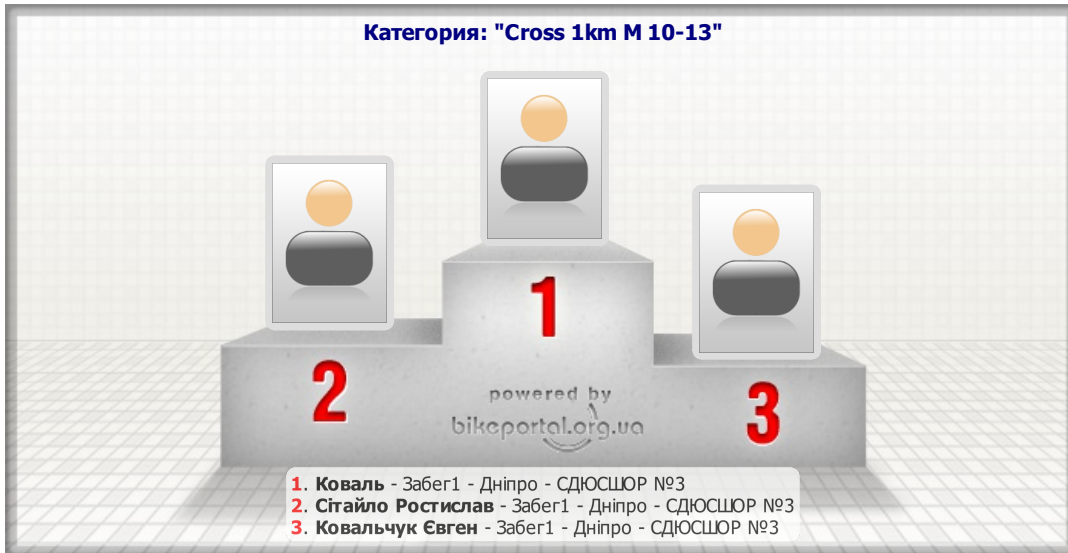 Категория: "Cross 1km М 10-13"
1
2
3
powered by
bikeportal.org.ua
1. Коваль - Забег1 - Дніпро - СДЮСШОР №3
2. Сітайло Ростислав - Забег1 - Дніпро - СДЮСШОР №3
3. Ковальчук Євген - Забег1 - Дніпро - СДЮСШОР №3